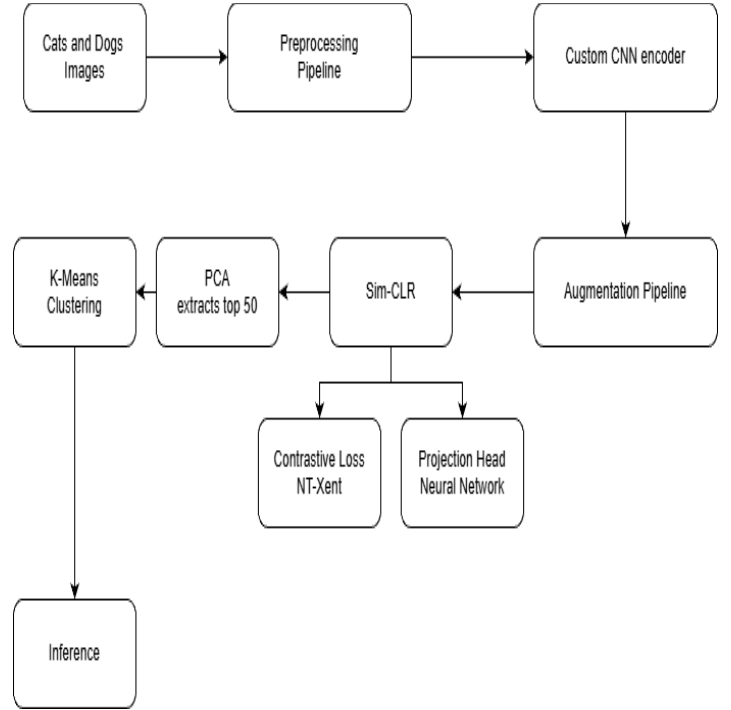 Cats and Dogs
Images
Preprocessing
Pipeline
Custom CNN encoder
Augmentation Pipeline
Sim-CLR
PCA
extracts top 50
K-Means
Clustering
Contrastive Loss
NT-Xent
Projection Head
Neural Network
Inference